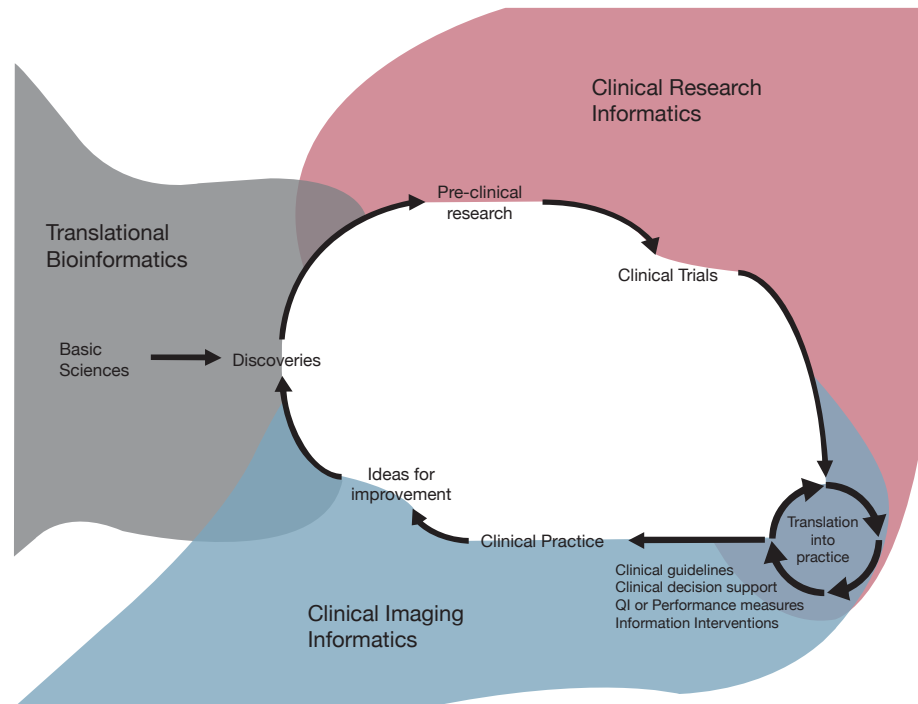 Clinical Research
Informatics
Pre-clinical
research
Translational
Bioinformatics
Clinical Trials
Basic
Sciences
Discoveries
Ideas for
improvement
Clinical Practice
Translation
into
practice
Clinical guidelines
Clinical decision support
QI or Performance measures
Information Interventions
Clinical Imaging
Informatics